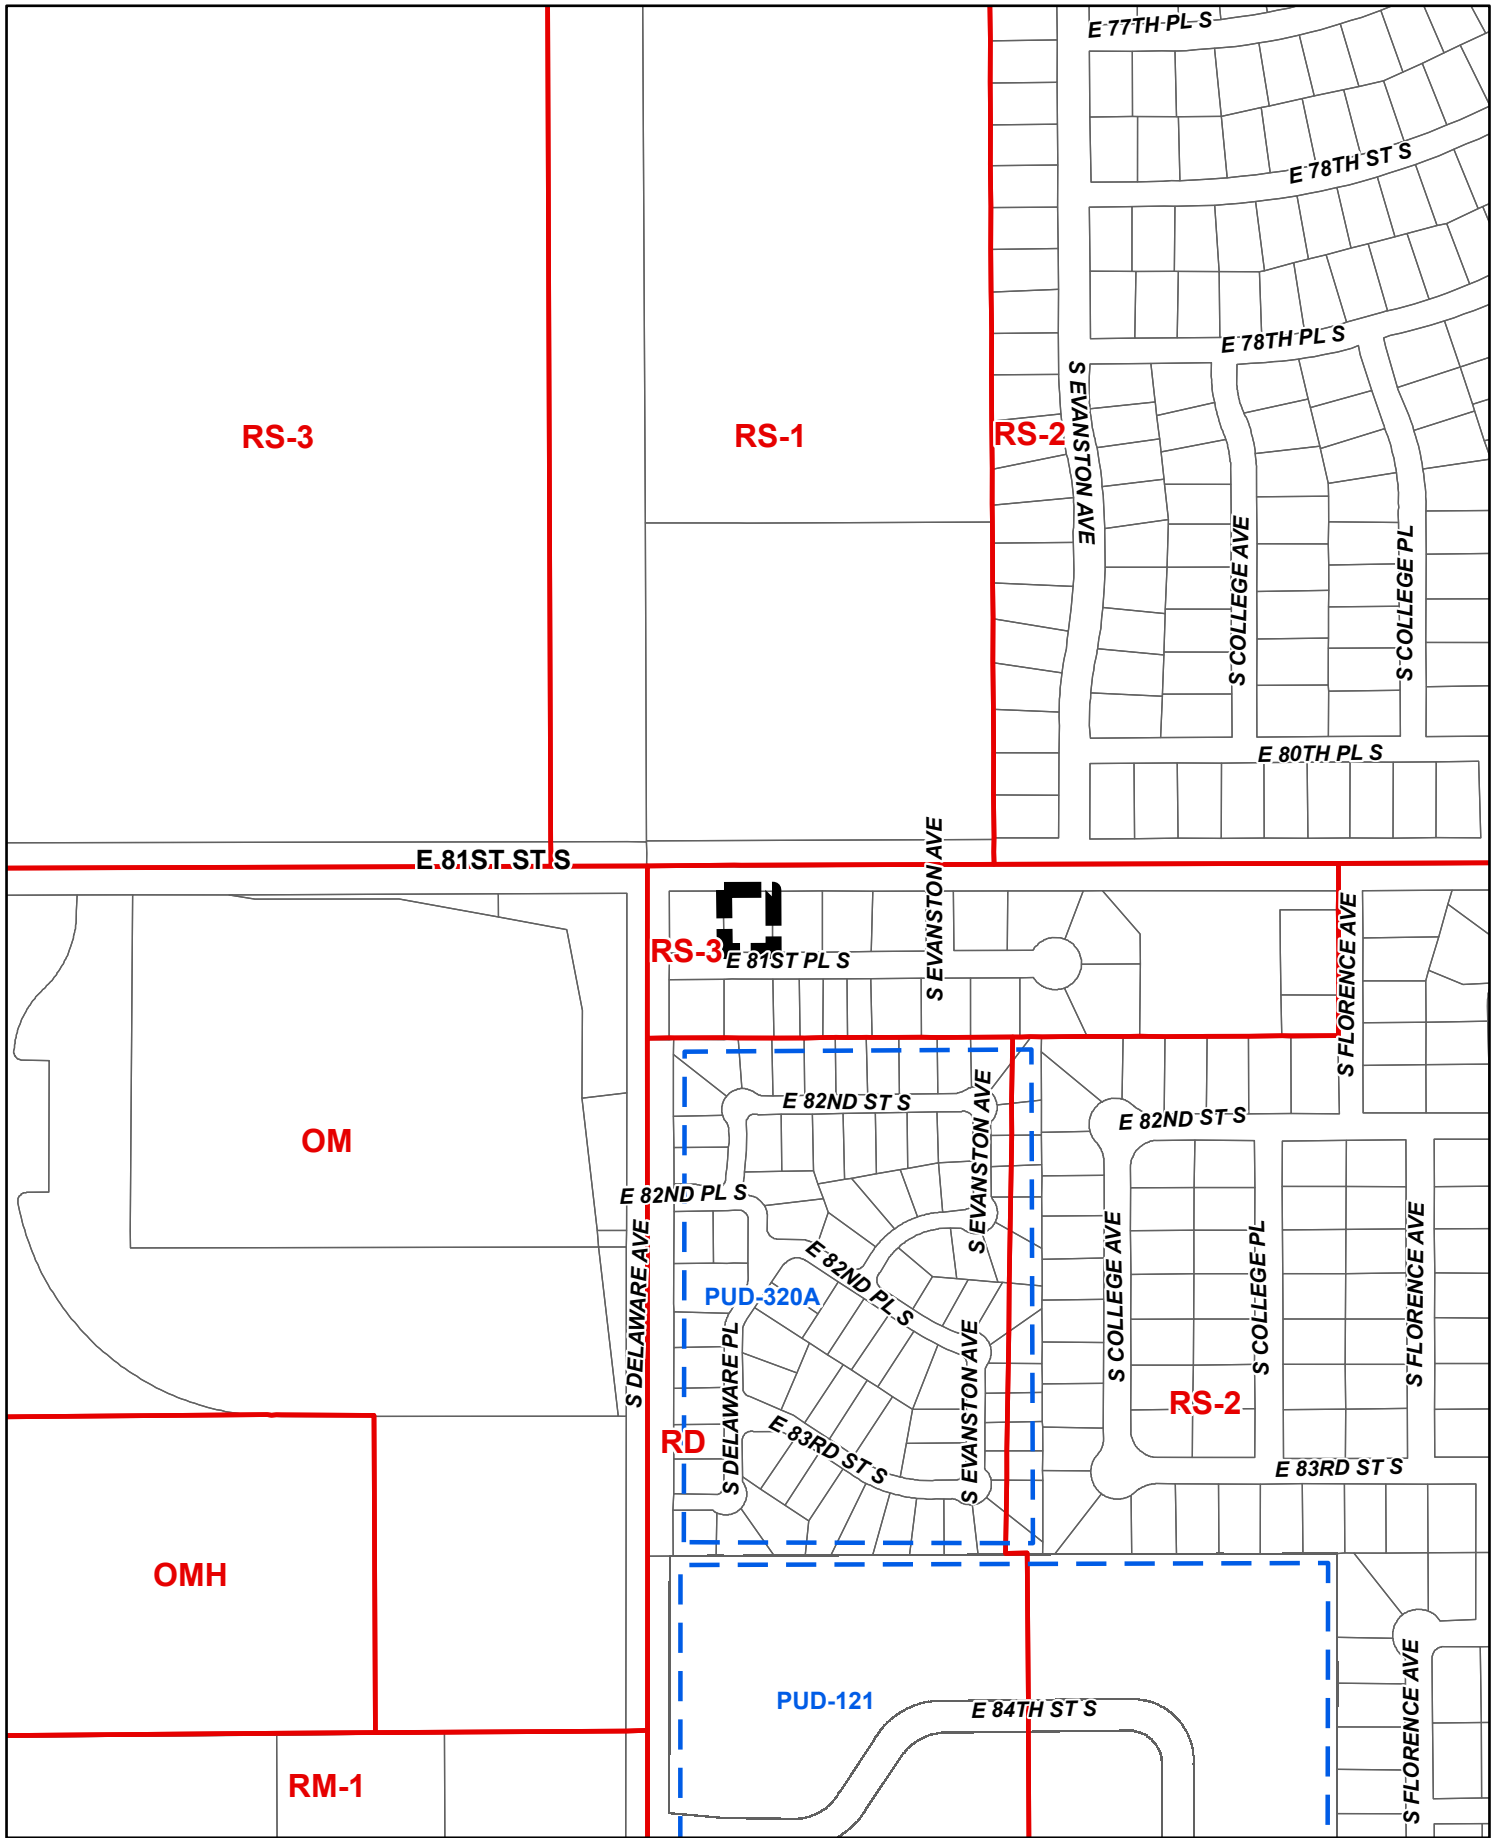 E 77TH PL S
E 78TH ST S
E 78TH PL S
S EVANSTON AVE
RS-3
RS-1
RS-2
S COLLEGE AVE
S COLLEGE PL
E 80TH PL S
E 81ST ST S
S EVANSTON AVE
RS-3
E 81ST PL S
S FLORENCE AVE
E 82ND ST S
S EVANSTON AVE
E 82ND ST S
OM
E 82ND PL S
S DELAWARE AVE
E 82ND PL S
PUD-320A
S COLLEGE AVE
S COLLEGE PL
S FLORENCE AVE
S DELAWARE PL
S EVANSTON AVE
RS-2
RD
E 83RD ST S
E 83RD ST S
OMH
PUD-121
E 84TH ST S
S FLORENCE AVE
RM-1